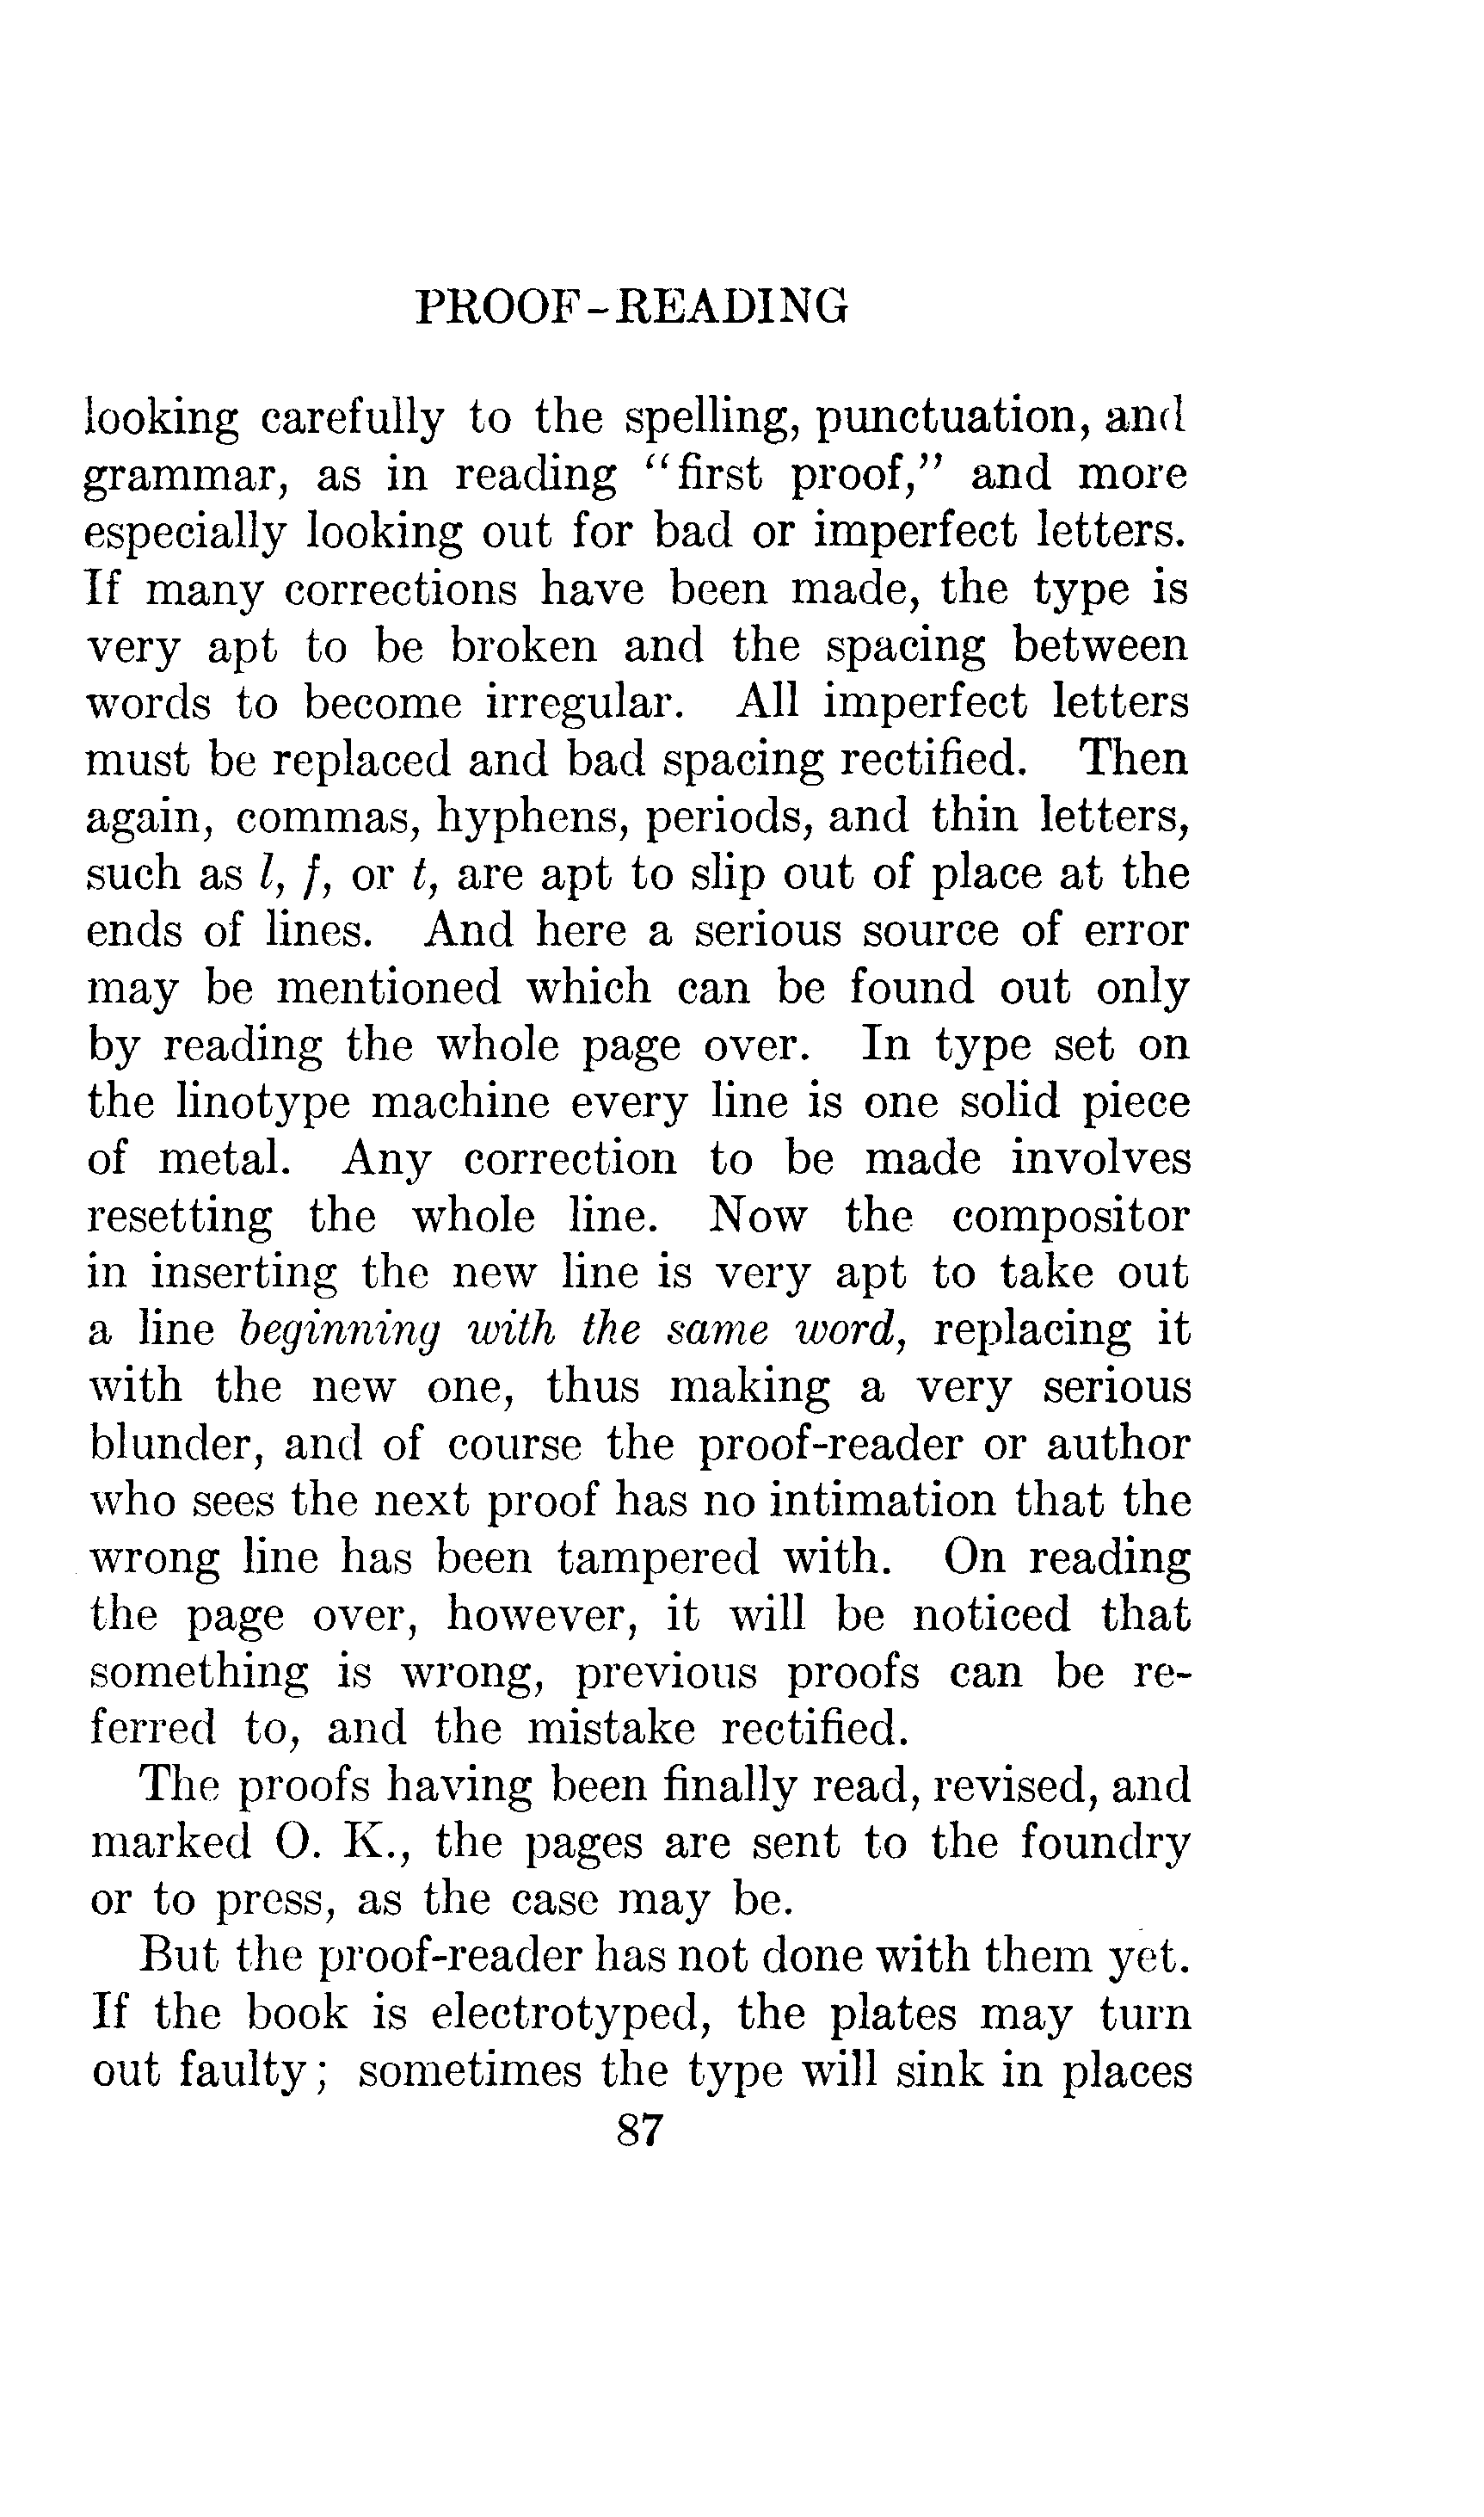 PROOF-READING
looking carefully to the spelling, punctuation, and
grammar, as in reading "first proof," and more
especially looking out for bad or imperfect letters.
If many corrections have been made, the type is
very apt to be broken and the spacing between
words to become irregular. All imperfect letters
must be replaced and bad spacing rectified. Then
again, commas, hyphens, periods, and thin letters,
such as l, f, or t, are apt to slip out of place at the
ends of lines. And here a serious source of error
may be mentioned which can be found out only
by reading the whole page over. In type set on
the linotype machine every line is one solid piece
of metal. Any correction to be made involves
resetting the whole line. Now the compositor
in inserting the new line is very apt to take out
a line beginning with the same word, replacing it
with the new one, thus making a very serious
blunder, and of course the proof-reader or author
who sees the next proof has no intimation that the
wrong line has been tampered with. On reading
the page over, however, it will be noticed that
something is wrong, previous proofs can be re-
ferred to, and the mistake rectified.
The proofs having been finally read, revised, and
marked O. K., the pages are sent to the foundry
or to press, as the case may be.
But the proof-reader has not done with them yet.
If the book is electrotyped, the plates may turn
out faulty; sometimes the type will sink in places
87